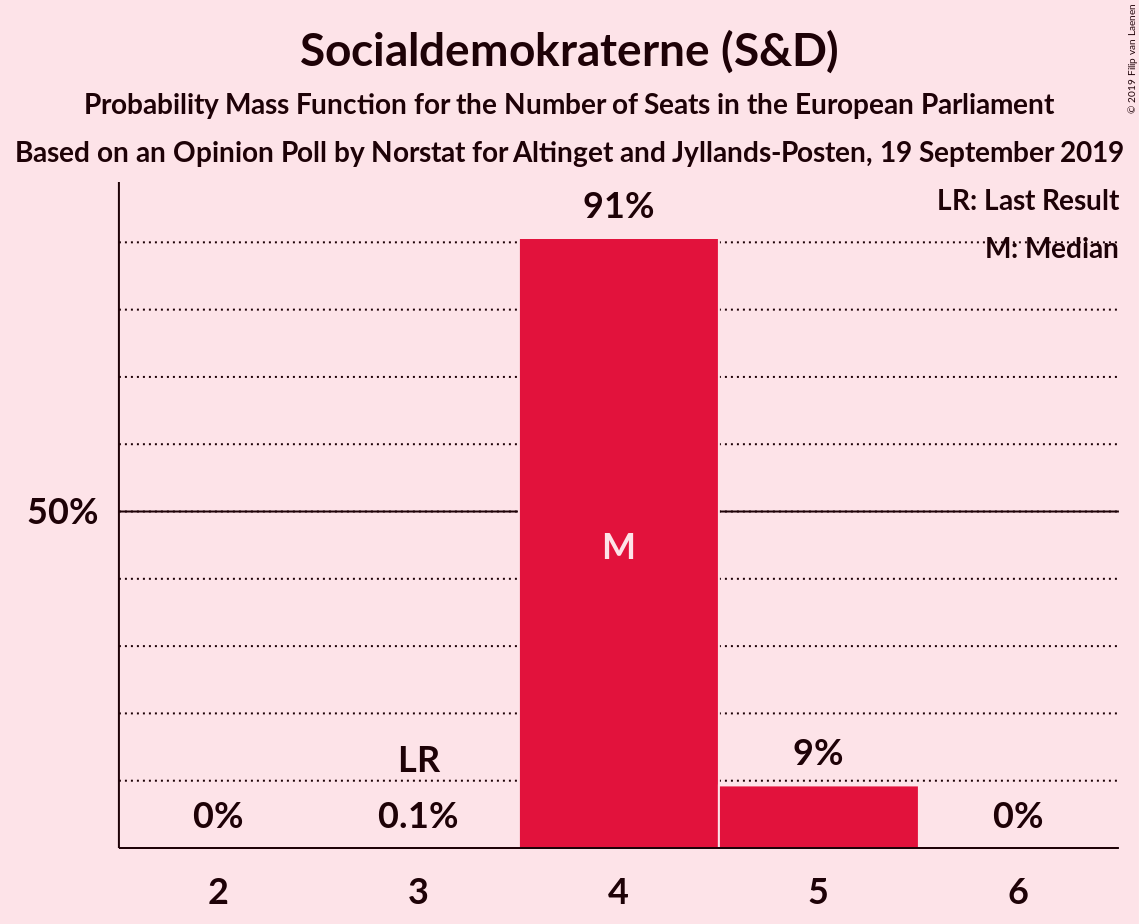 Socialdemokraterne (S&D)
Probability Mass Function for the Number of Seats in the European Parliament
Based on an Opinion Poll by Norstat for Altinget and Jyllands-Posten, 19 September 2019
© 2019 Filip van Laenen
LR: Last Result
M: Median
91%
50%
M
LR
9%
0%
0.1%
0%
2
3
4
5
6